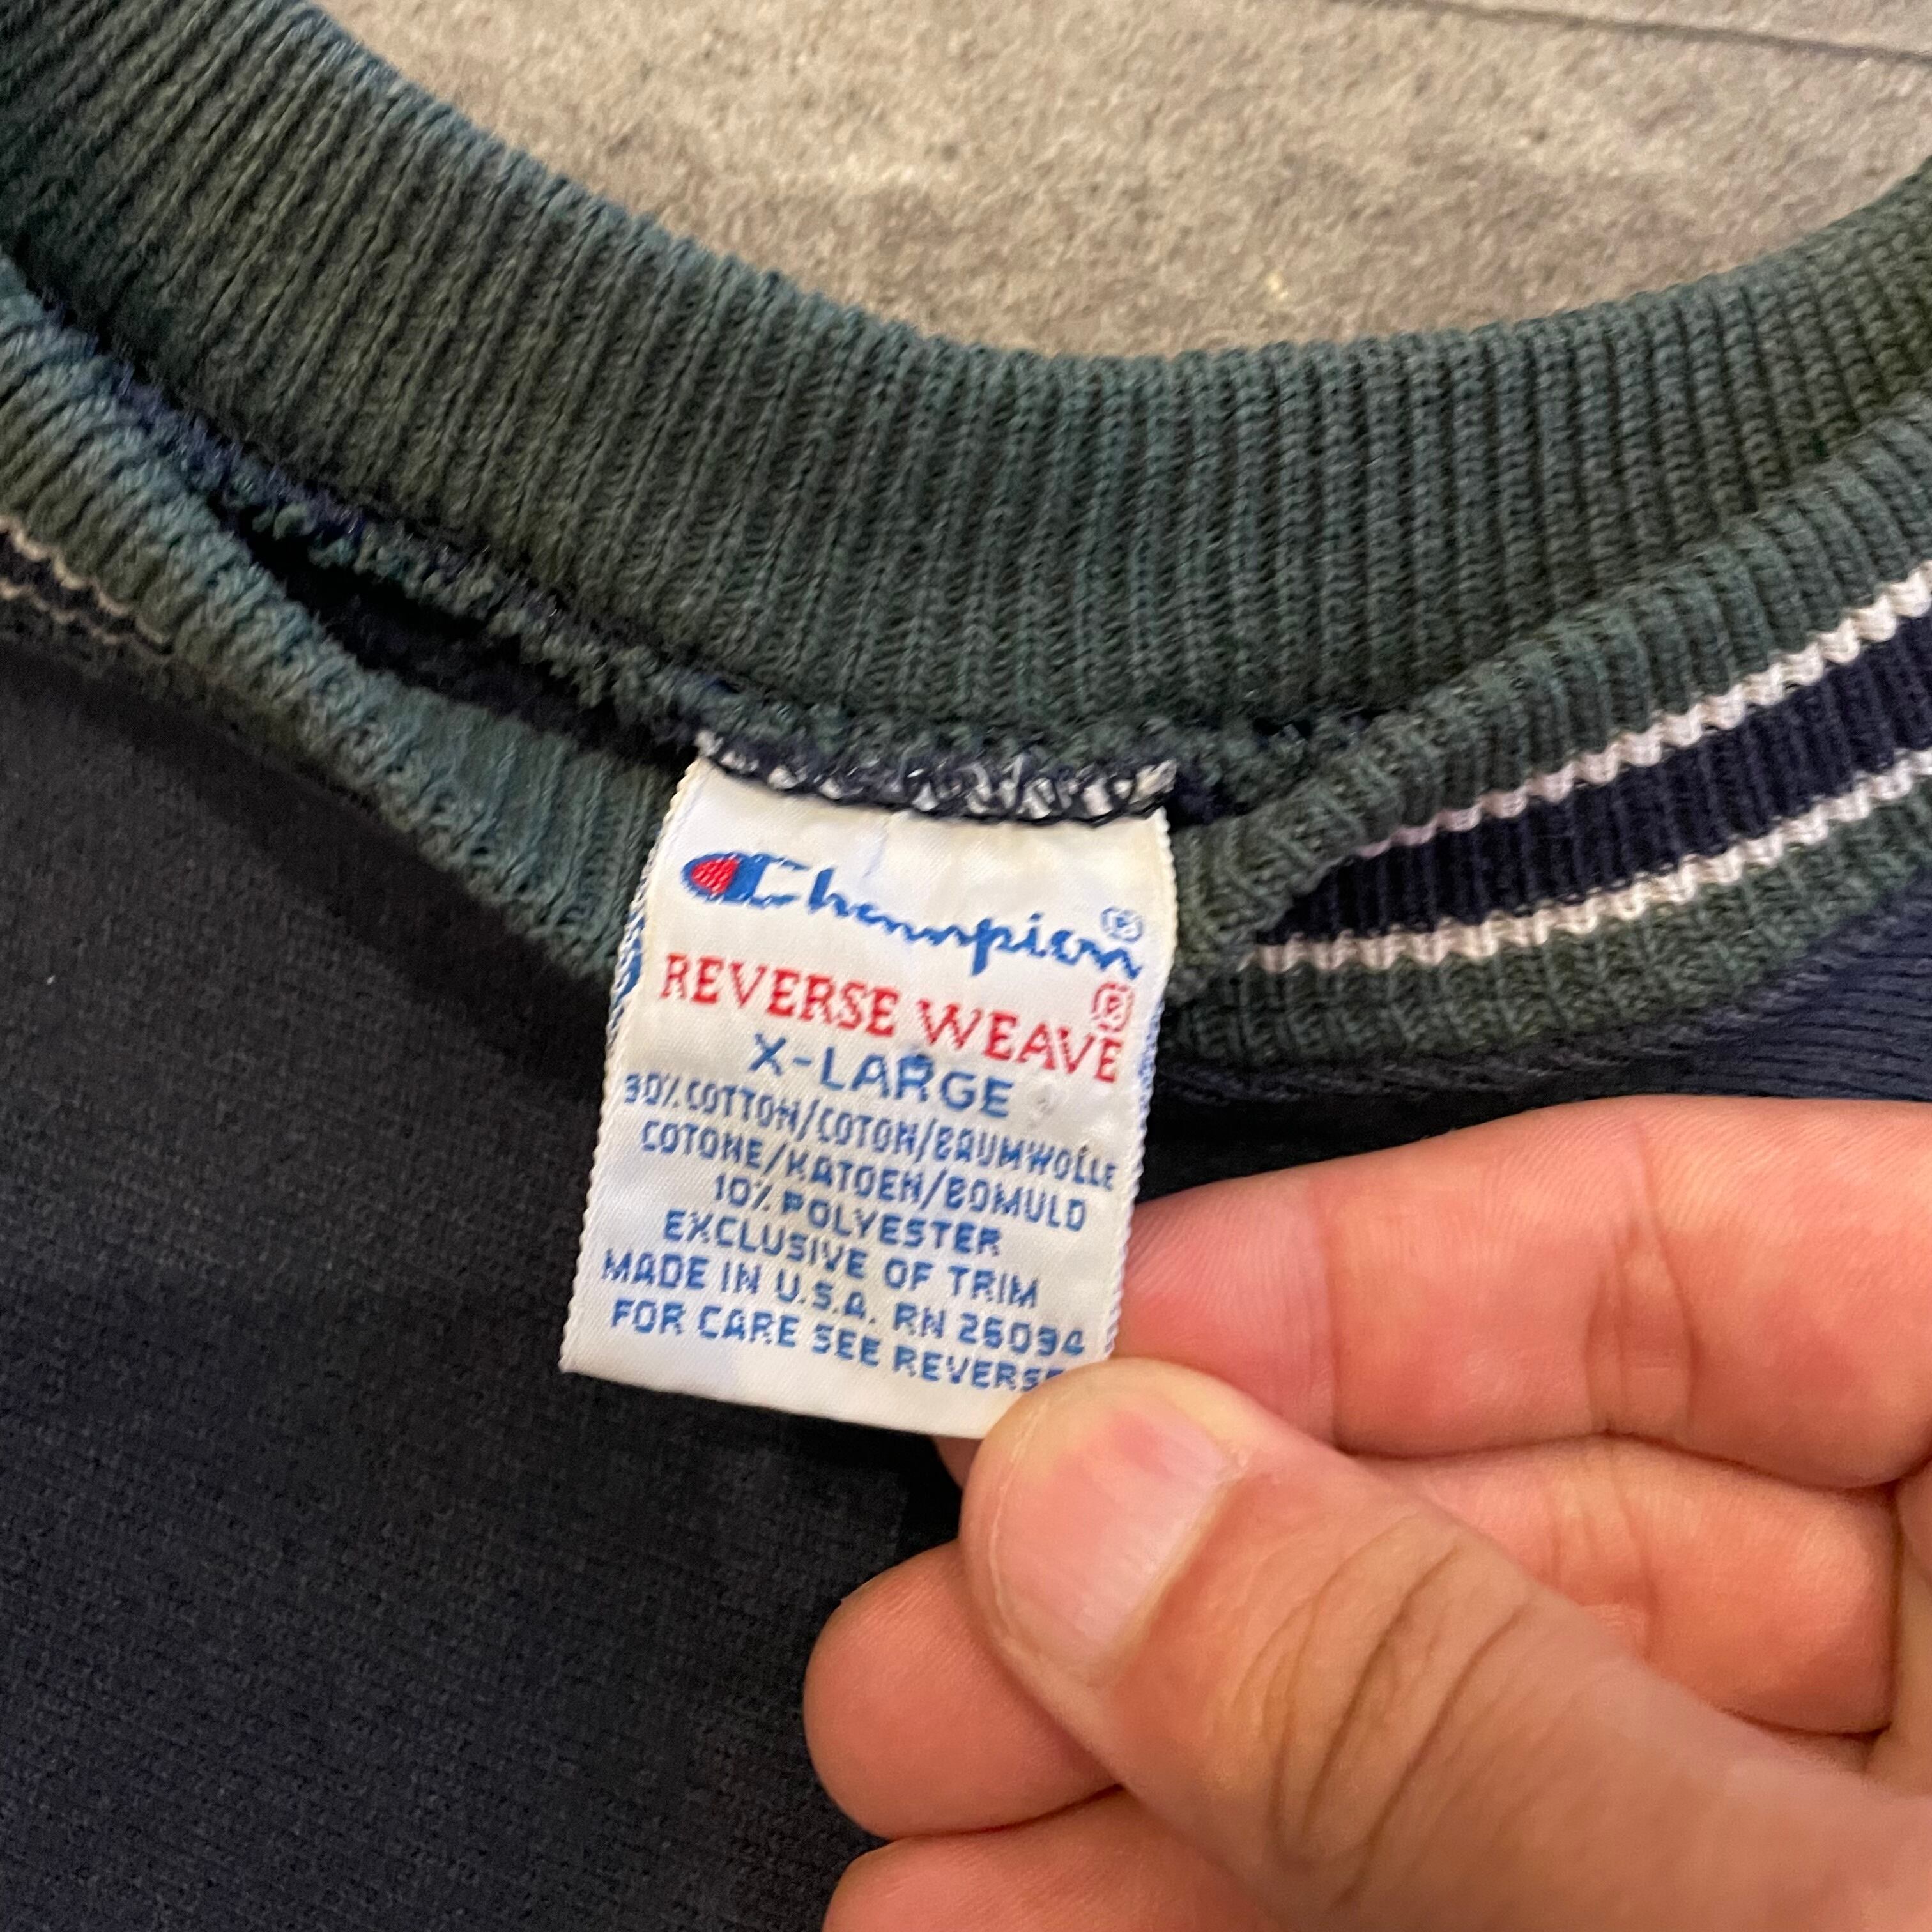 Champion®
REVERSE WEAVE®
X-LARGE
90% COTTON/COTON/BAUMWOLLE
COTONE/KATOEN/BOMULD
10% POLYESTER
EXCLUSIVE OF TRIM
MADE IN U.S.A. RN 26094
FOR CARE SEE REVERSE